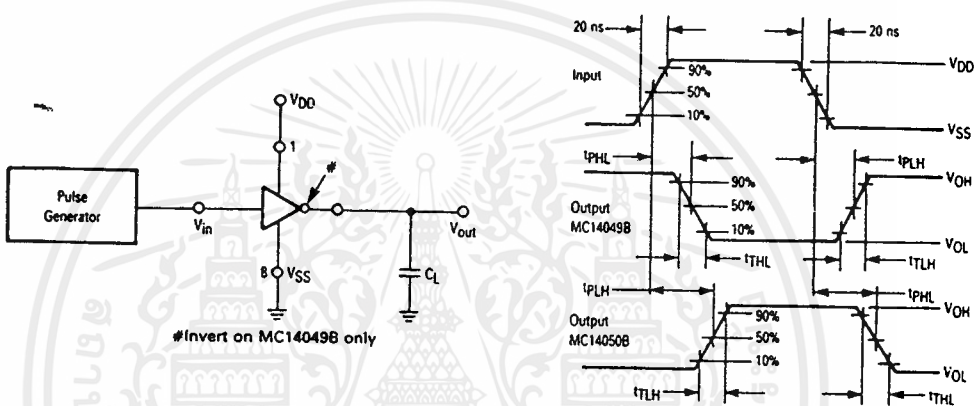 Pulse
Generator
Vin
VDD
1
#
8
VSS
CL
Vout
#Invert on MC14049B only
20 ns
20 ns
Input
90%
50%
10%
VDD
VSS
tPHL
tPLH
Output
MC14049B
90%
50%
10%
VOH
VOL
tTHL
tTLH
tPLH
tPHL
Output
MC14050B
90%
50%
10%
VOH
VOL
tTLH
tTHL